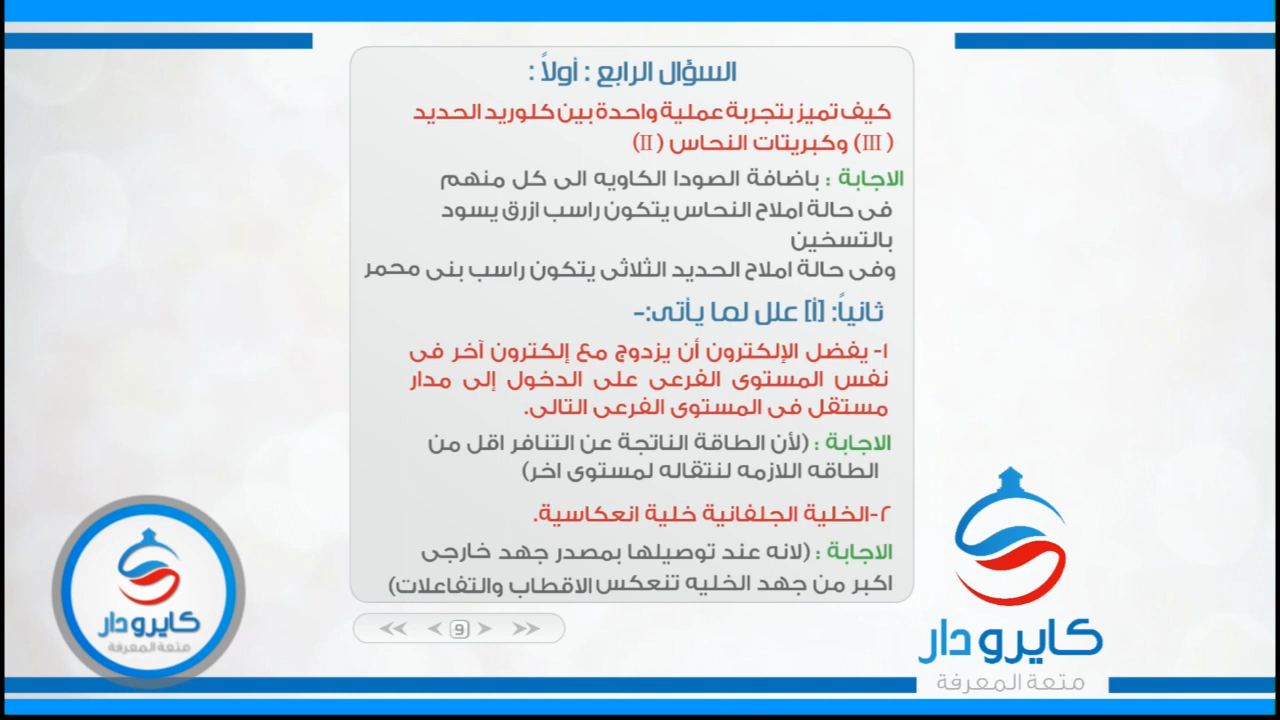 السؤال الرابع : أولاً :
كيف تميز بتجربة عملية واحدة بين كلوريد الحديد
(III) وكبريتات النحاس (II)
الاجابة : باضافة الصودا الكاويه الى كل منهم
فى حالة املاح النحاس يتكون راسب ازرق يسود
بالتسخين
وفى حالة املاح الحديد الثلاثى يتكون راسب بنى محمر
ثانياً: [أ] علل لما يأتى:-
١- يفضل الإلكترون أن يزدوج مع إلكترون آخر فى
نفس المستوى الفرعى على الدخول إلى مدار
مستقل فى المستوى الفرعى التالى.
الاجابة : (لأن الطاقة الناتجة عن التنافر اقل من
الطاقه اللازمه لنتقاله لمستوى اخر)
٢-الخلية الجلفانية خلية انعكاسية.
الاجابة : (لانه عند توصيلها بمصدر جهد خارجى
اكبر من جهد الخليه تنعكس الاقطاب والتفاعلات)
9
كايرو دار
متعة المعرفة
كايرو دار
متعة المعرفة